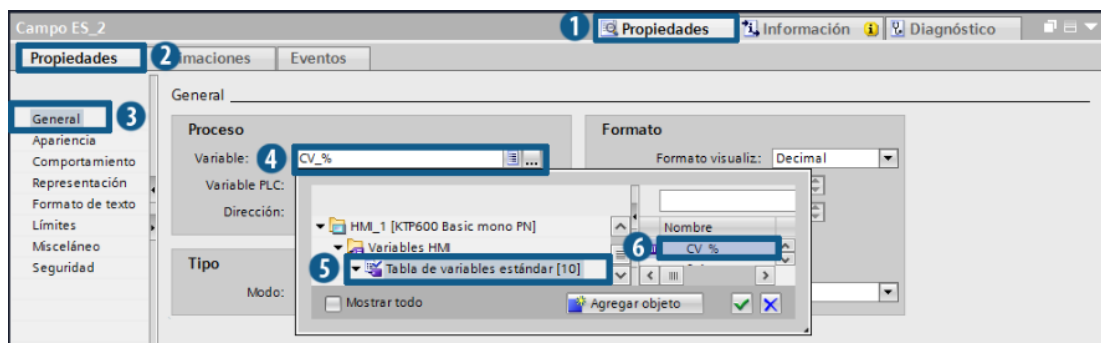 Campo ES_2
1
Propiedades
Información
Diagnóstico
Propiedades
2
imaciones
Eventos
General
3
General
Apariencia
Comportamiento
Representación
Formato de texto
Límites
Misceláneo
Seguridad
Proceso
Variable:
4
CV_%
...
Variable PLC:
Dirección:
HMI_1 [KTP600 Basic mono PN]
Variables HMI
5
Tabla de variables estándar [10]
Nombre
6
CV_%
Mostrar todo
Agregar objeto
Formato
Formato visualiz.:
Decimal
Tipo
Modo: